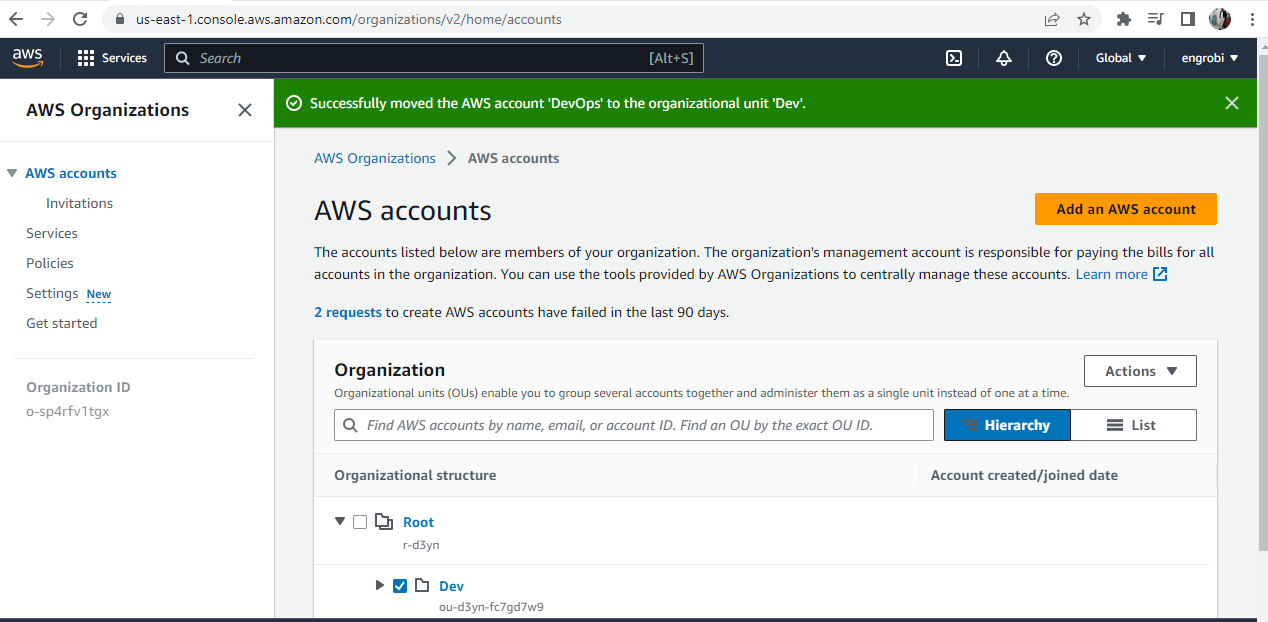 us-east-1.console.aws.amazon.com/organizations/v2/home/accounts
aws
Services
Search
[Alt+S]
Global
engrobi
AWS Organizations
Successfully moved the AWS account 'DevOps' to the organizational unit 'Dev'.
AWS accounts
Invitations
Services
Policies
Settings New
Get started
Organization ID
o-sp4rfv1tgx
AWS Organizations > AWS accounts
AWS accounts
Add an AWS account
The accounts listed below are members of your organization. The organization's management account is responsible for paying the bills for all
accounts in the organization. You can use the tools provided by AWS Organizations to centrally manage these accounts. Learn more
2 requests to create AWS accounts have failed in the last 90 days.
Organization
Actions
Organizational units (OUs) enable you to group several accounts together and administer them as a single unit instead of one at a time.
Find AWS accounts by name, email, or account ID. Find an OU by the exact OU ID.
Hierarchy
List
Organizational structure
Account created/joined date
Root
r-d3yn
Dev
ou-d3yn-fc7gd7w9